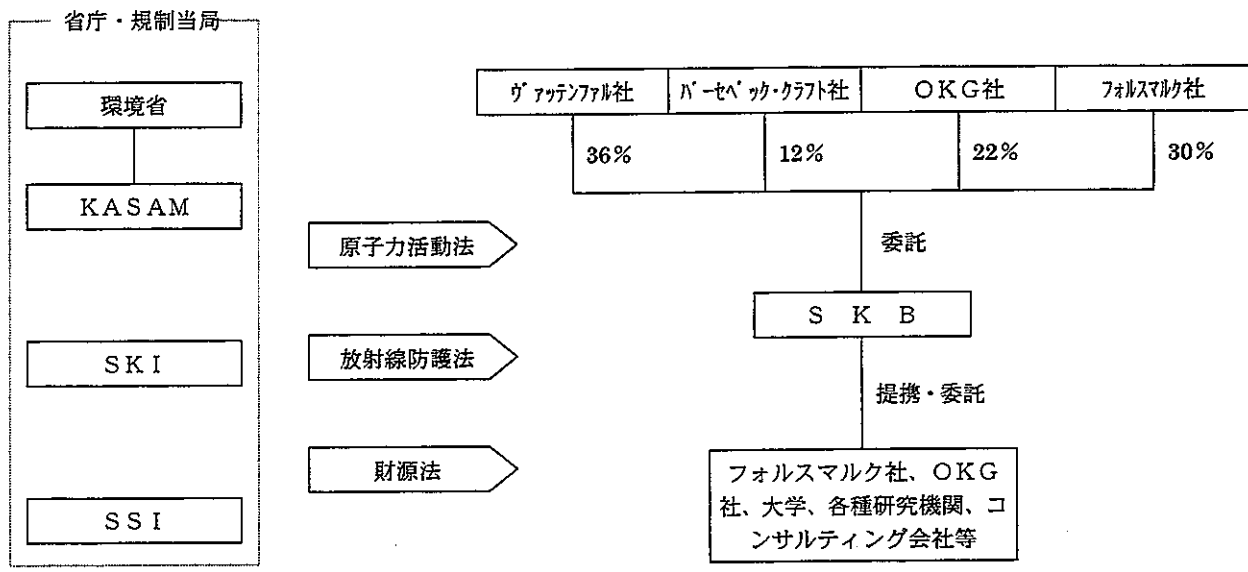 省庁・規制当局
環境省
KASAM
SKI
SSI
原子力活動法
放射線防護法
財源法
ヴァッテンファル社
バーセベック・クラフト社
OKG社
フォルスマルク社
36%
12%
22%
30%
委託
S K B
提携・委託
フォルスマルク社、OKG
社、大学、各種研究機関、コ
ンサルティング会社等